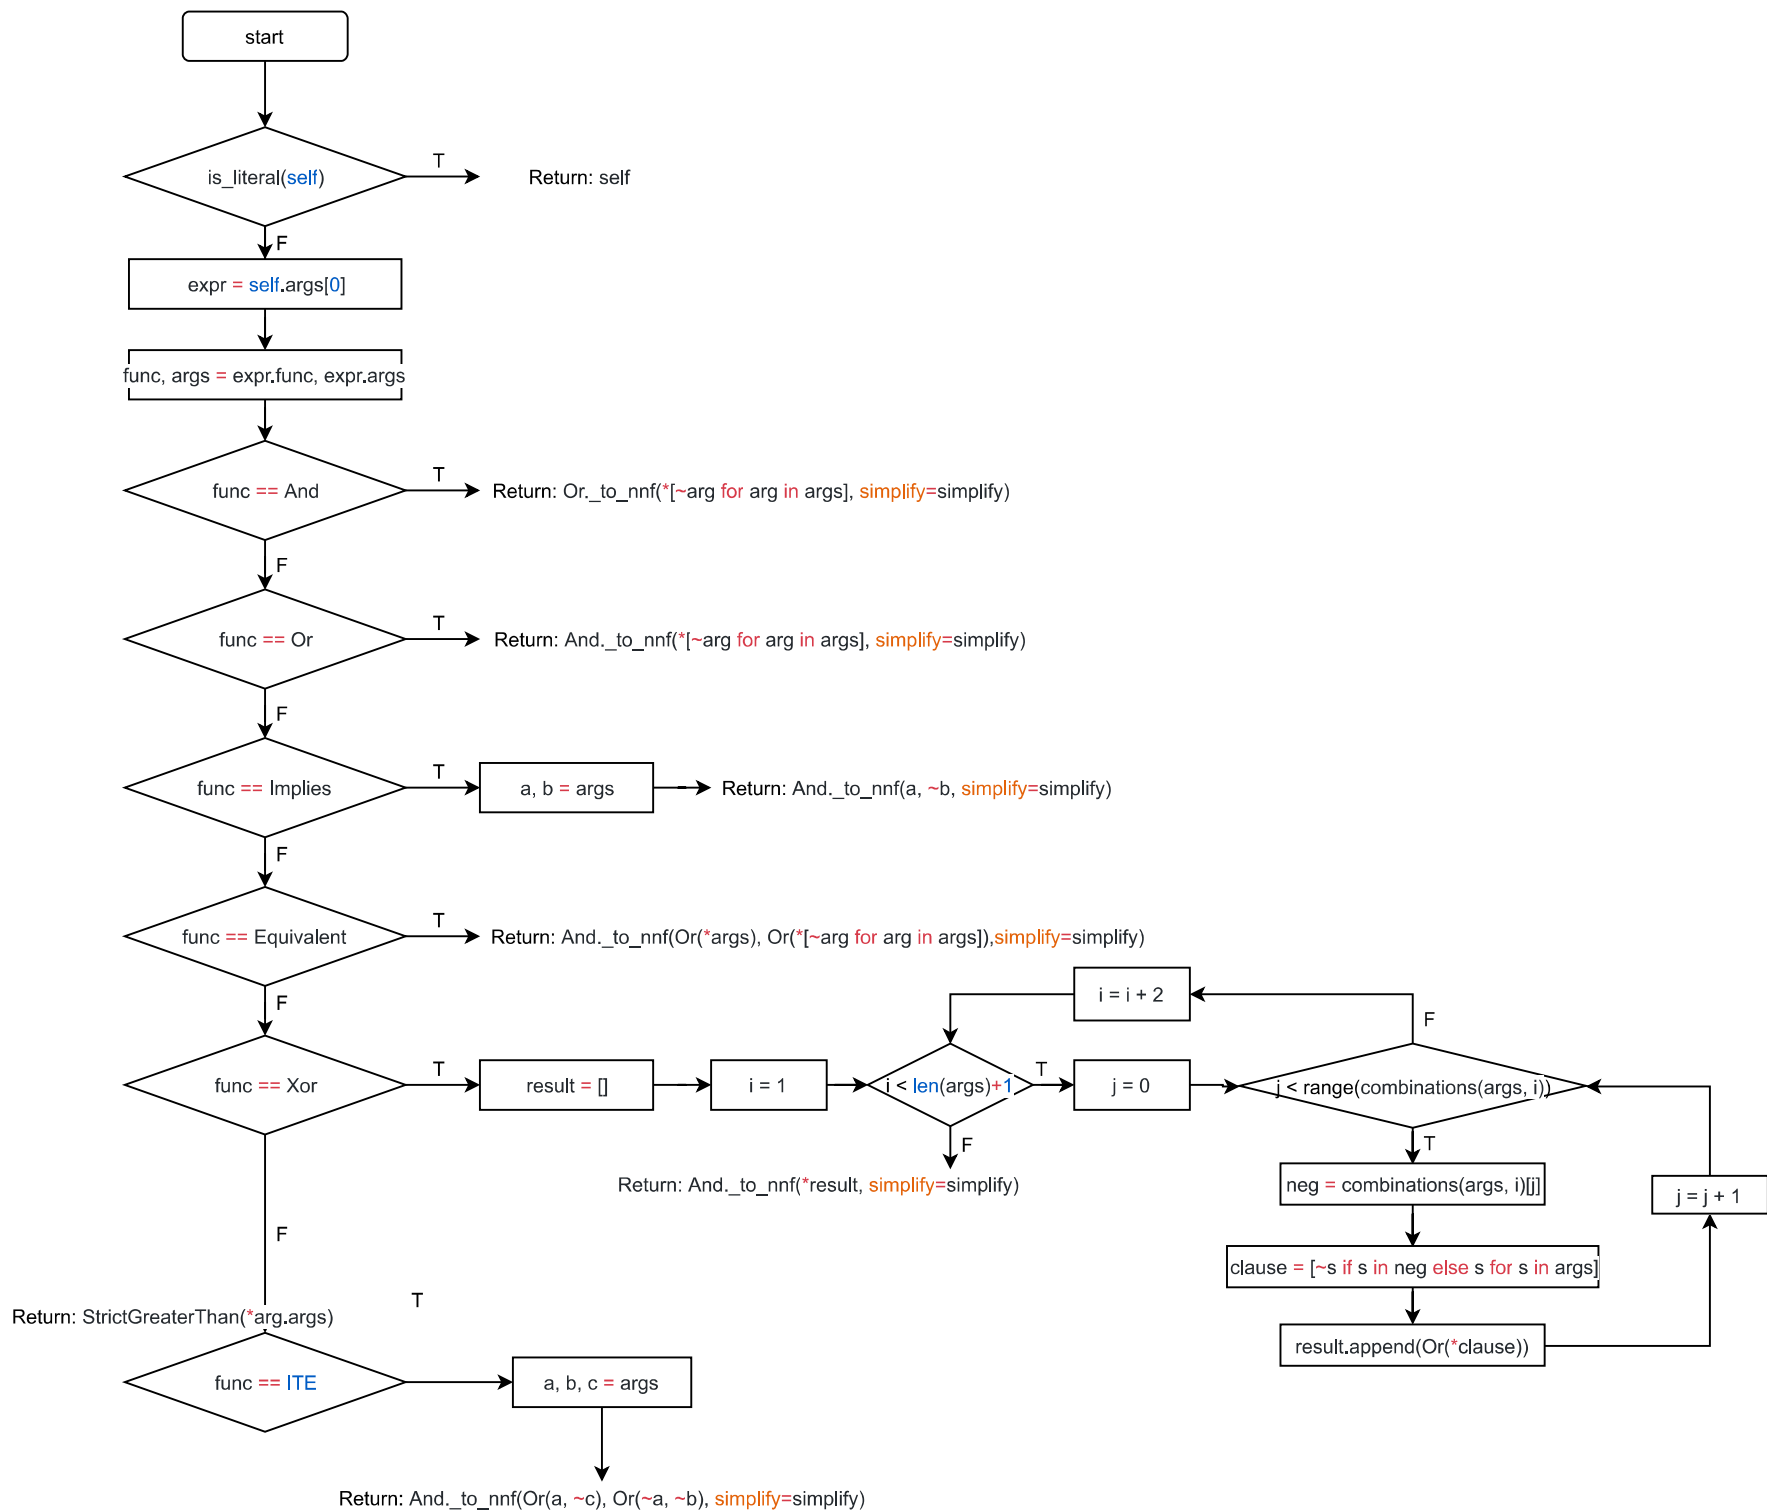 start
is_literal(self)
T
Return: self
F
expr = self.args[0]
func, args = expr.func, expr.args
func == And
T
Return: Or._to_nnf(*[~arg for arg in args], simplify=simplify)
F
func == Or
T
Return: And._to_nnf(*[~arg for arg in args], simplify=simplify)
F
func == Implies
T
a, b = args
Return: And._to_nnf(a, ~b, simplify=simplify)
F
func == Equivalent
T
Return: And._to_nnf(Or(*args), Or(*[~arg for arg in args]),simplify=simplify)
F
func == Xor
T
result = []
i = 1
i < len(args)+1
T
j = 0
j < range(combinations(args, i))
F
i = i + 2
F
Return: And._to_nnf(*result, simplify=simplify)
T
neg = combinations(args, i)[j]
clause = [~s if s in neg else s for s in args]
result.append(Or(*clause))
j = j + 1
F
Return: StrictGreaterThan(*arg.args)
T
func == ITE
a, b, c = args
Return: And._to_nnf(Or(a, ~c), Or(~a, ~b), simplify=simplify)